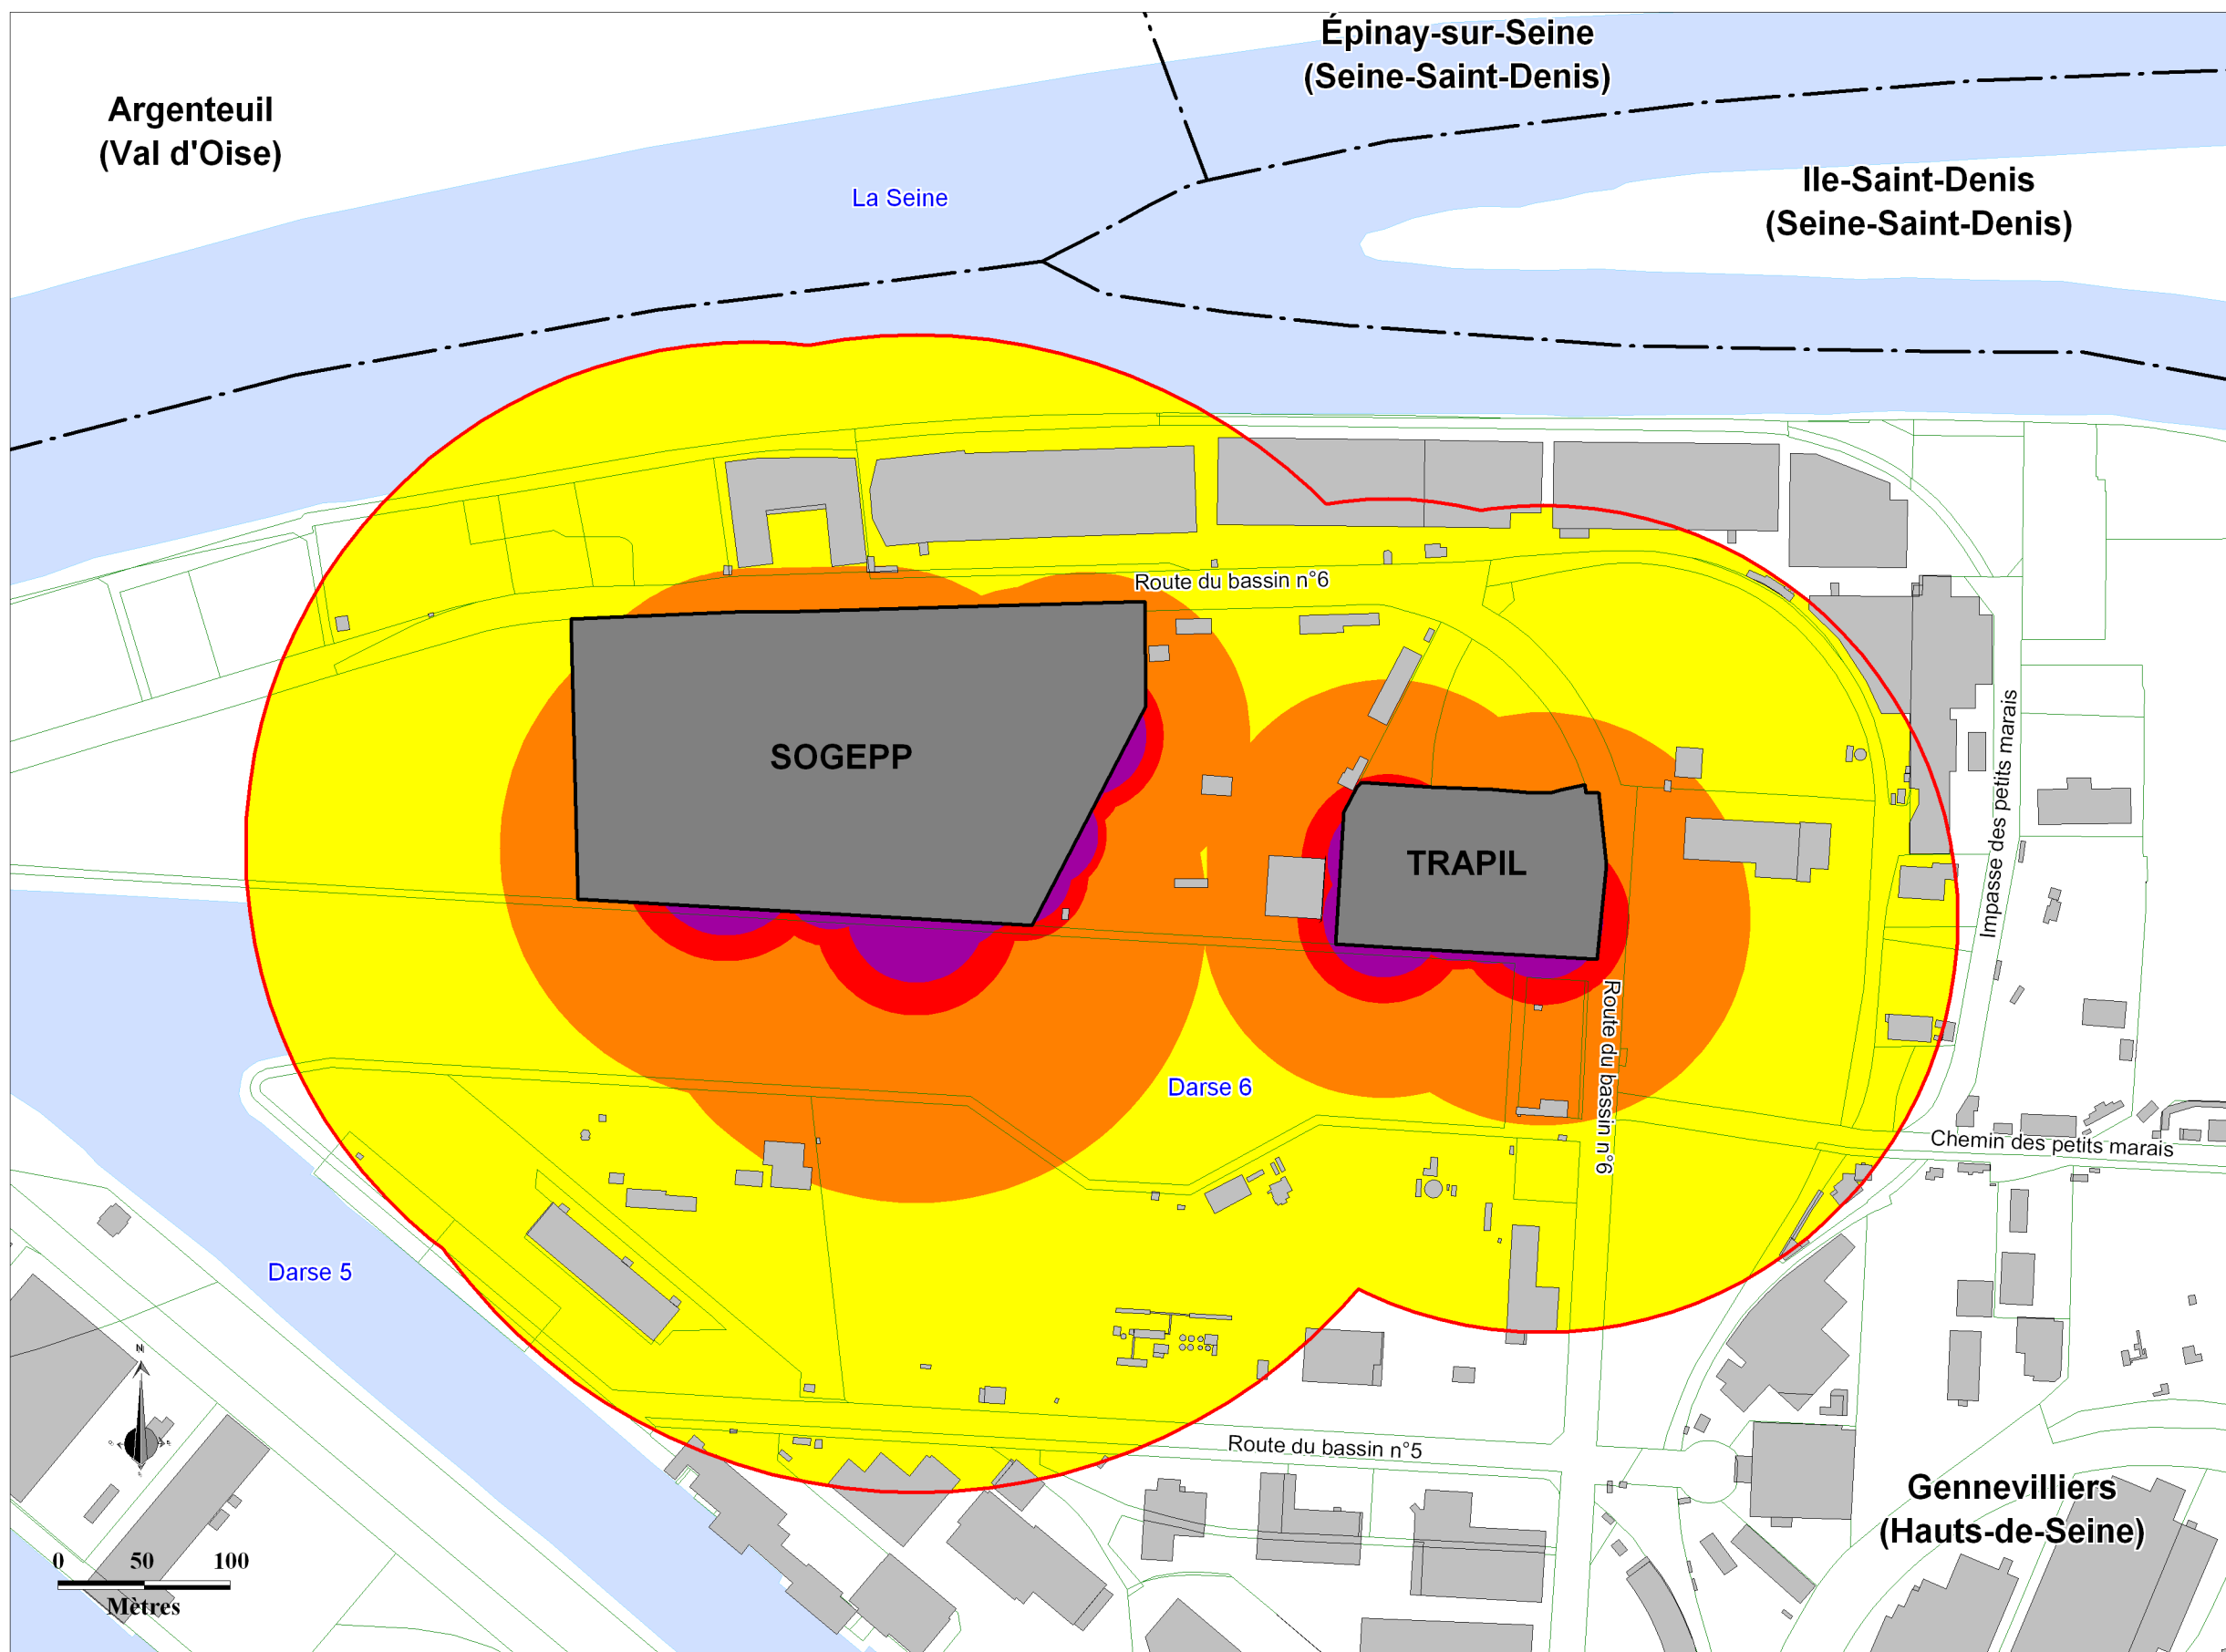 Épinay-sur-Seine
(Seine-Saint-Denis)
Argenteuil
(Val d'Oise)
La Seine
Ile-Saint-Denis
(Seine-Saint-Denis)
Route du bassin n°6
SOGEPP
TRAPIL
Impasse des petits marais
Route du bassin n°6
Darse 6
Chemin des petits marais
Darse 5
N
Route du bassin n°5
Gennevilliers
(Hauts-de-Seine)
0 50 100
Mètres